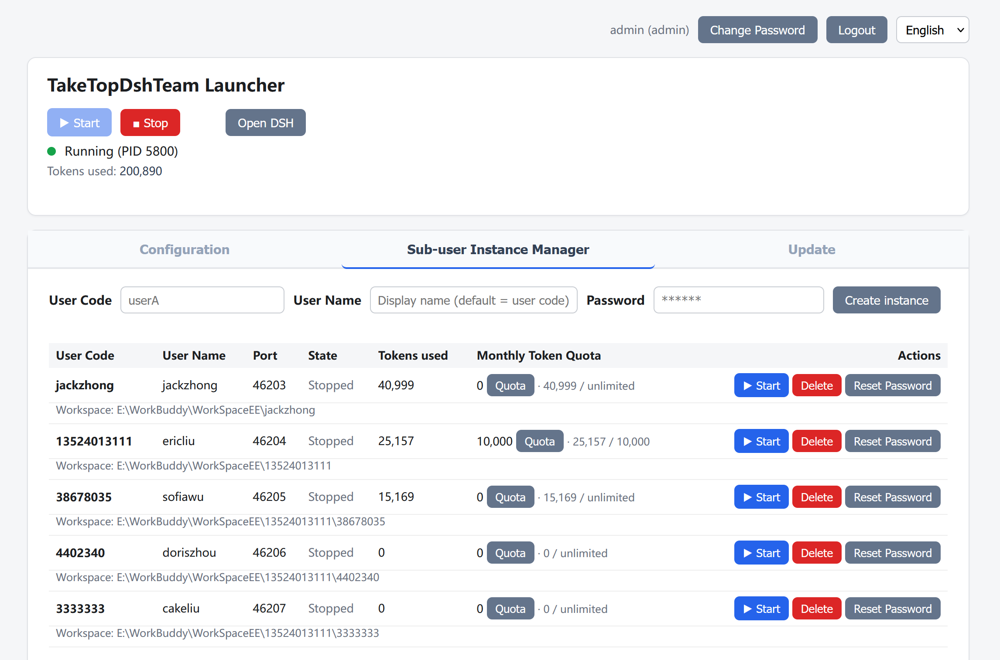 admin (admin) Change Password Logout English
TakeTopDshTeam Launcher
▶ Start ■ Stop Open DSH
Running (PID 5800)
Tokens used: 200,890
Configuration Sub-user Instance Manager Update
User Code userA User Name Display name (default = user code) Password ****** Create instance
User Code User Name Port State Tokens used Monthly Token Quota Actions
jackzhong jackzhong 46203 Stopped 40,999 0 Quota · 40,999 / unlimited ▶ Start Delete Reset Password
Workspace: E:\WorkBuddy\WorkSpaceEE\jackzhong
13524013111 ericliu 46204 Stopped 25,157 10,000 Quota · 25,157 / 10,000 ▶ Start Delete Reset Password
Workspace: E:\WorkBuddy\WorkSpaceEE\13524013111
38678035 sofiawu 46205 Stopped 15,169 0 Quota · 15,169 / unlimited ▶ Start Delete Reset Password
Workspace: E:\WorkBuddy\WorkSpaceEE\13524013111\38678035
4402340 doriszhou 46206 Stopped 0 0 Quota · 0 / unlimited ▶ Start Delete Reset Password
Workspace: E:\WorkBuddy\WorkSpaceEE\13524013111\4402340
3333333 cakeliu 46207 Stopped 0 0 Quota · 0 / unlimited ▶ Start Delete Reset Password
Workspace: E:\WorkBuddy\WorkSpaceEE\13524013111\3333333